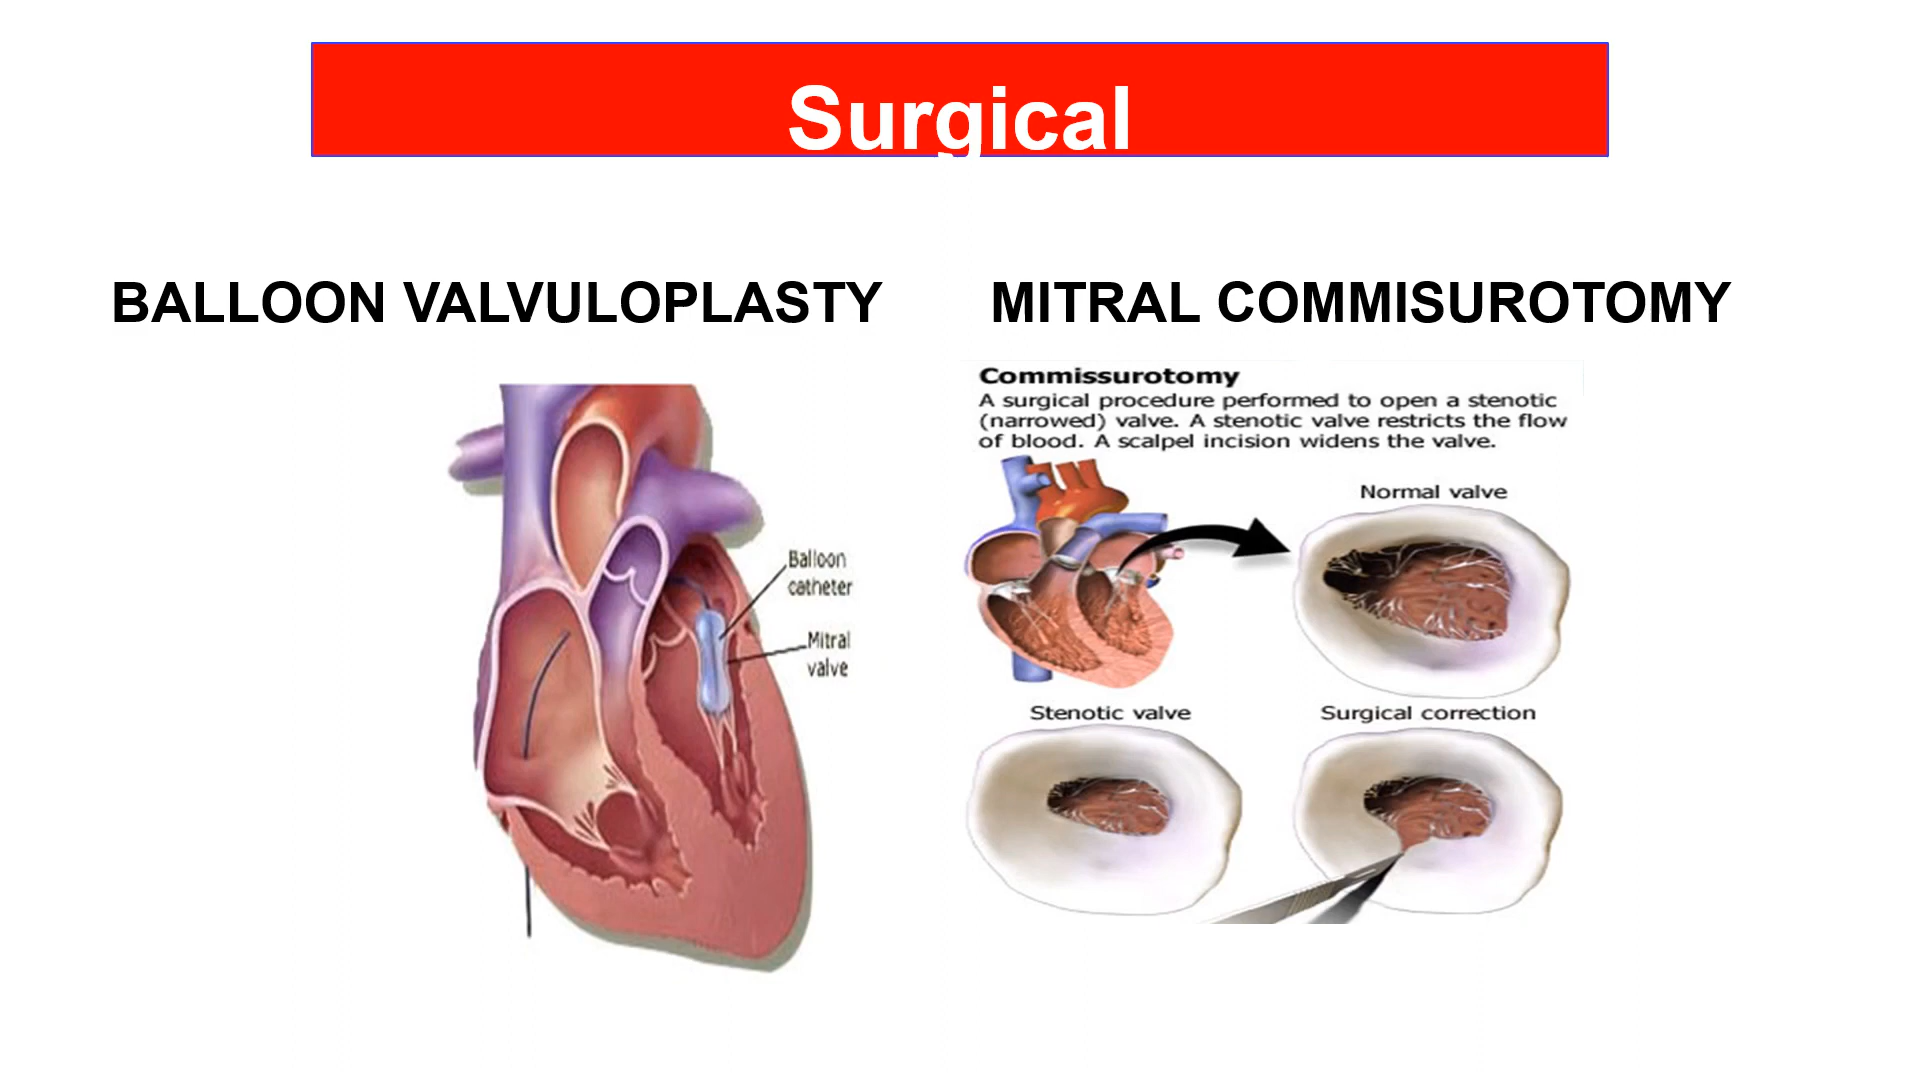 Surgical
BALLOON VALVULOPLASTY
MITRAL COMMISUROTOMY
Balloon
catheter
Mitral
valve
Commissurotomy
A surgical procedure performed to open a stenotic
(narrowed) valve. A stenotic valve restricts the flow
of blood. A scalpel incision widens the valve.
Normal valve
Stenotic valve
Surgical correction